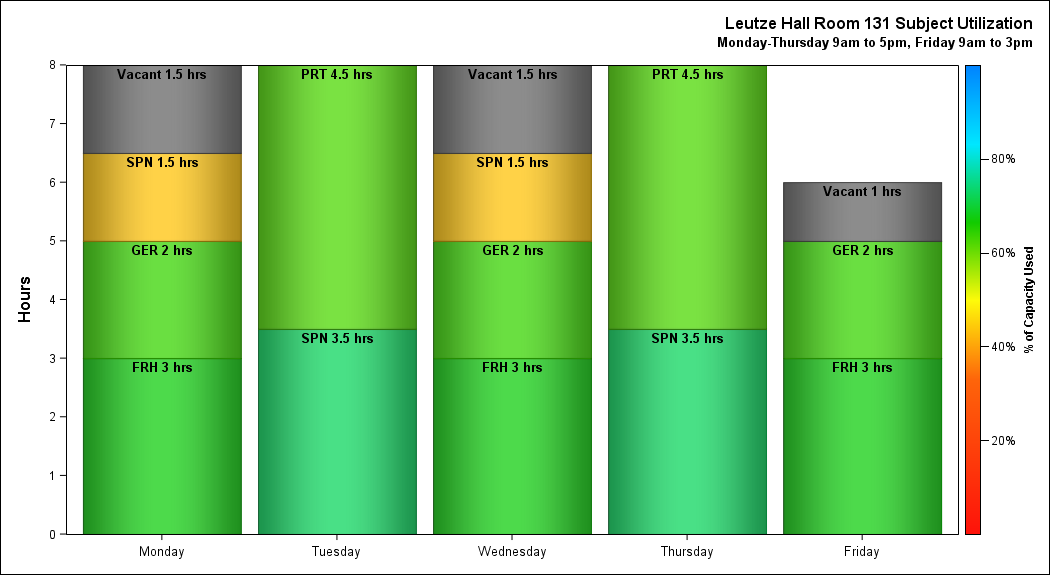 Leutze Hall Room 131 Subject Utilization
Monday-Thursday 9am to 5pm, Friday 9am to 3pm
Hours
8
7
6
5
4
3
2
1
0
Vacant 1.5 hrs
SPN 1.5 hrs
GER 2 hrs
FRH 3 hrs
Monday
PRT 4.5 hrs
SPN 3.5 hrs
Tuesday
Vacant 1.5 hrs
SPN 1.5 hrs
GER 2 hrs
FRH 3 hrs
Wednesday
PRT 4.5 hrs
SPN 3.5 hrs
Thursday
Vacant 1 hrs
GER 2 hrs
FRH 3 hrs
Friday
80%
60%
40%
20%
% of Capacity Used